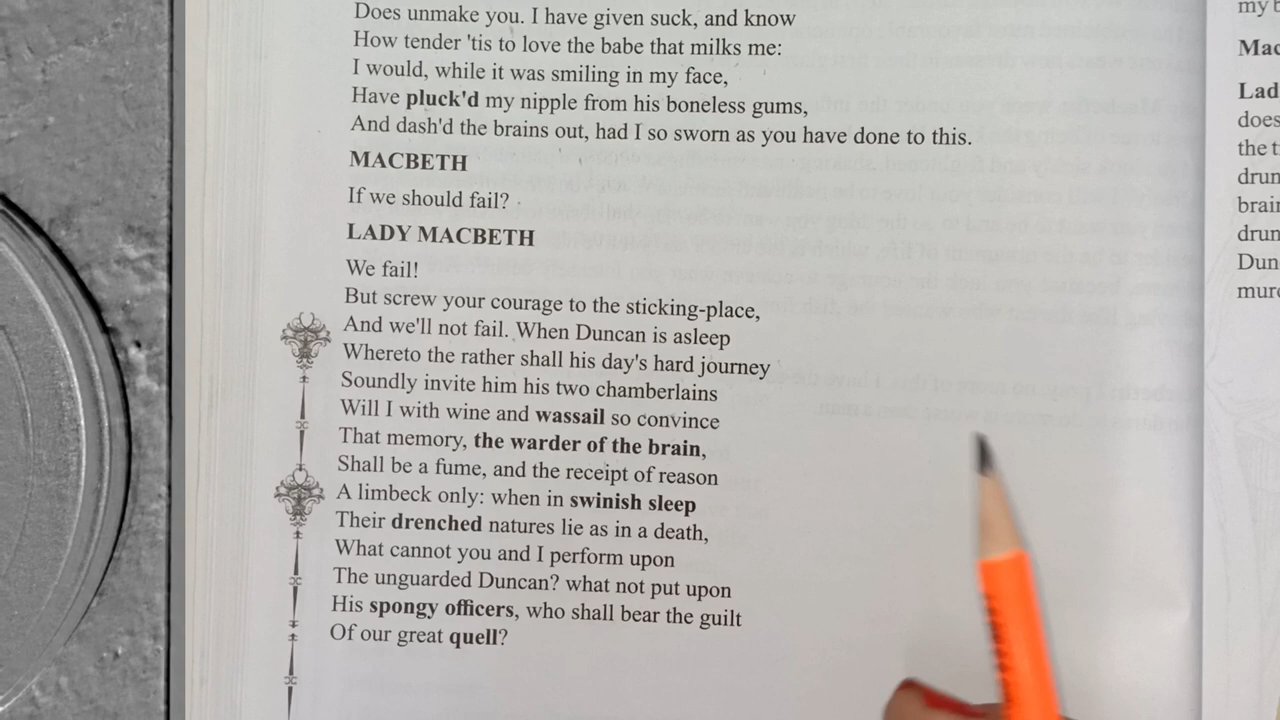 Does unmake you. I have given suck, and know
How tender 'tis to love the babe that milks me:
I would, while it was smiling in my face,
Have pluck'd my nipple from his boneless gums,
And dash'd the brains out, had I so sworn as you have done to this.
MACBETH
If we should fail?
LADY MACBETH
We fail!
But screw your courage to the sticking-place,
And we'll not fail. When Duncan is asleep
Whereto the rather shall his day's hard journey
Soundly invite him his two chamberlains
Will I with wine and wassail so convince
That memory, the warder of the brain,
Shall be a fume, and the receipt of reason
A limbeck only: when in swinish sleep
Their drenched natures lie as in a death,
What cannot you and I perform upon
The unguarded Duncan? what not put upon
His spongy officers, who shall bear the guilt
Of our great quell?
my
Mac
Lad
does
the
drun
brain
drun
Dun
murd